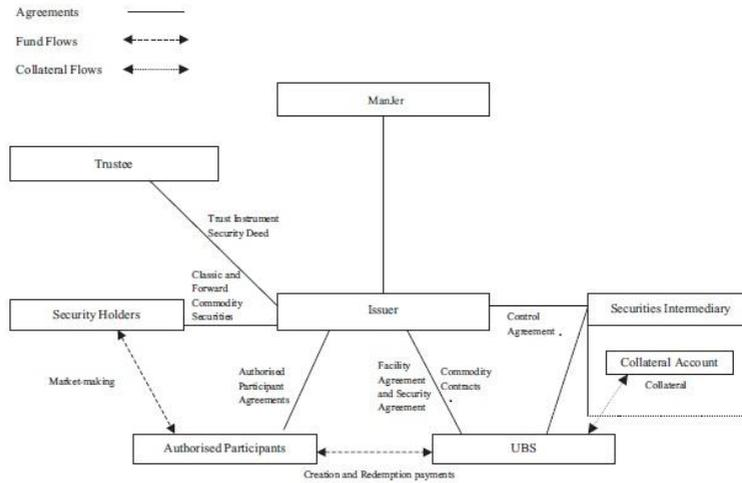 Agreements
Fund Flows
Collateral Flows
ManJer
Trustee
Trust Instrument
Security Deed
Classic and
Forward
Commodity
Securities
Security Holders
Issuer
Securities Intermediary
Control
Agreement .
Collateral Account
Collateral
Market-making
Authorised
Participant
Agreements
Facility
Agreement
and Security
Agreement
Commodity
Contracts
.
Authorised Participants
UBS
Creation and Redemption payments